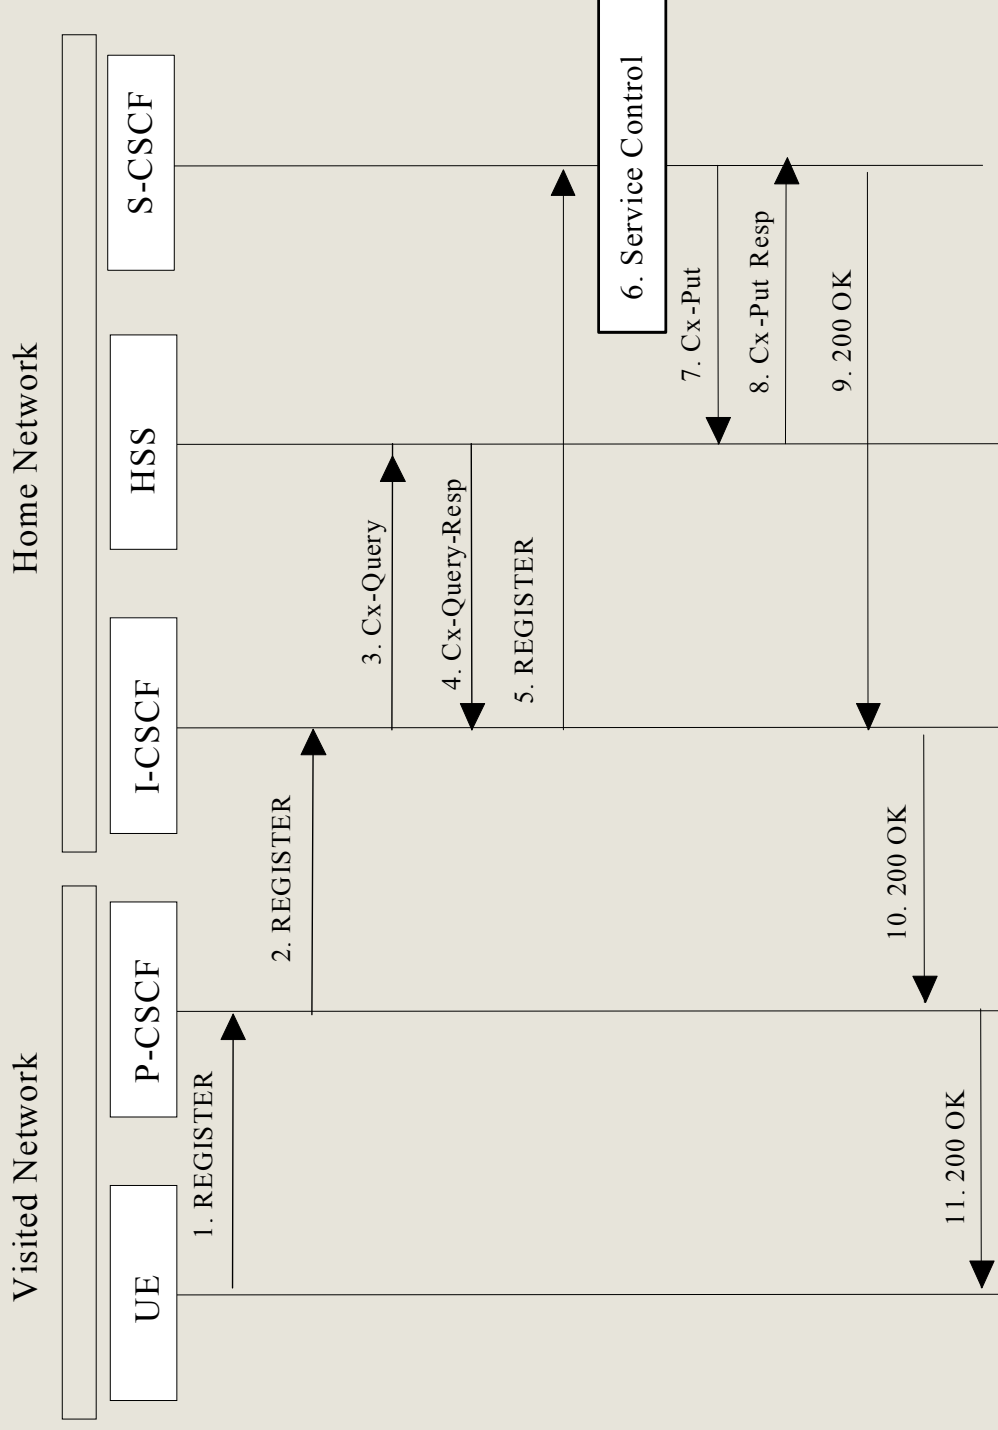 Visited Network
Home Network
UE
P-CSCF
I-CSCF
HSS
S-CSCF
1. REGISTER
2. REGISTER
3. Cx-Query
4. Cx-Query-Resp
5. REGISTER
6. Service Control
7. Cx-Put
8. Cx-Put Resp
9. 200 OK
10. 200 OK
11. 200 OK